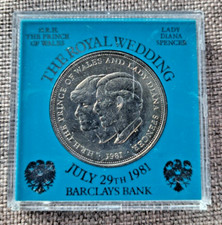 H.R.H.
THE PRINCE
OF WALES
LADY
DIANA
SPENCER.
THE ROYAL WEDDING
H.R.H. THE PRINCE OF WALES AND LADY DIANA SPENCER
1981
JULY 29TH 1981
BARCLAYS BANK